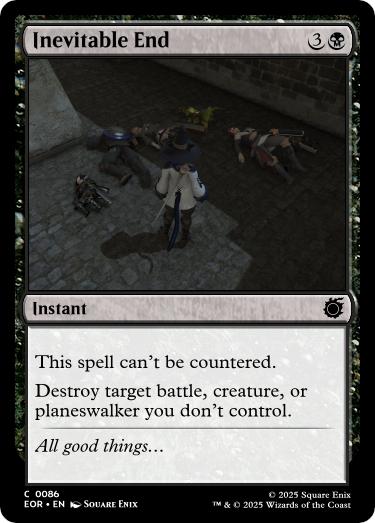 Inevitable End 3
Instant
This spell can't be countered.
Destroy target battle, creature, or
planeswalker you don't control.
All good things...
C 0086
EOR • EN Square Enix
© 2025 Square Enix
™ & © 2025 Wizards of the Coast